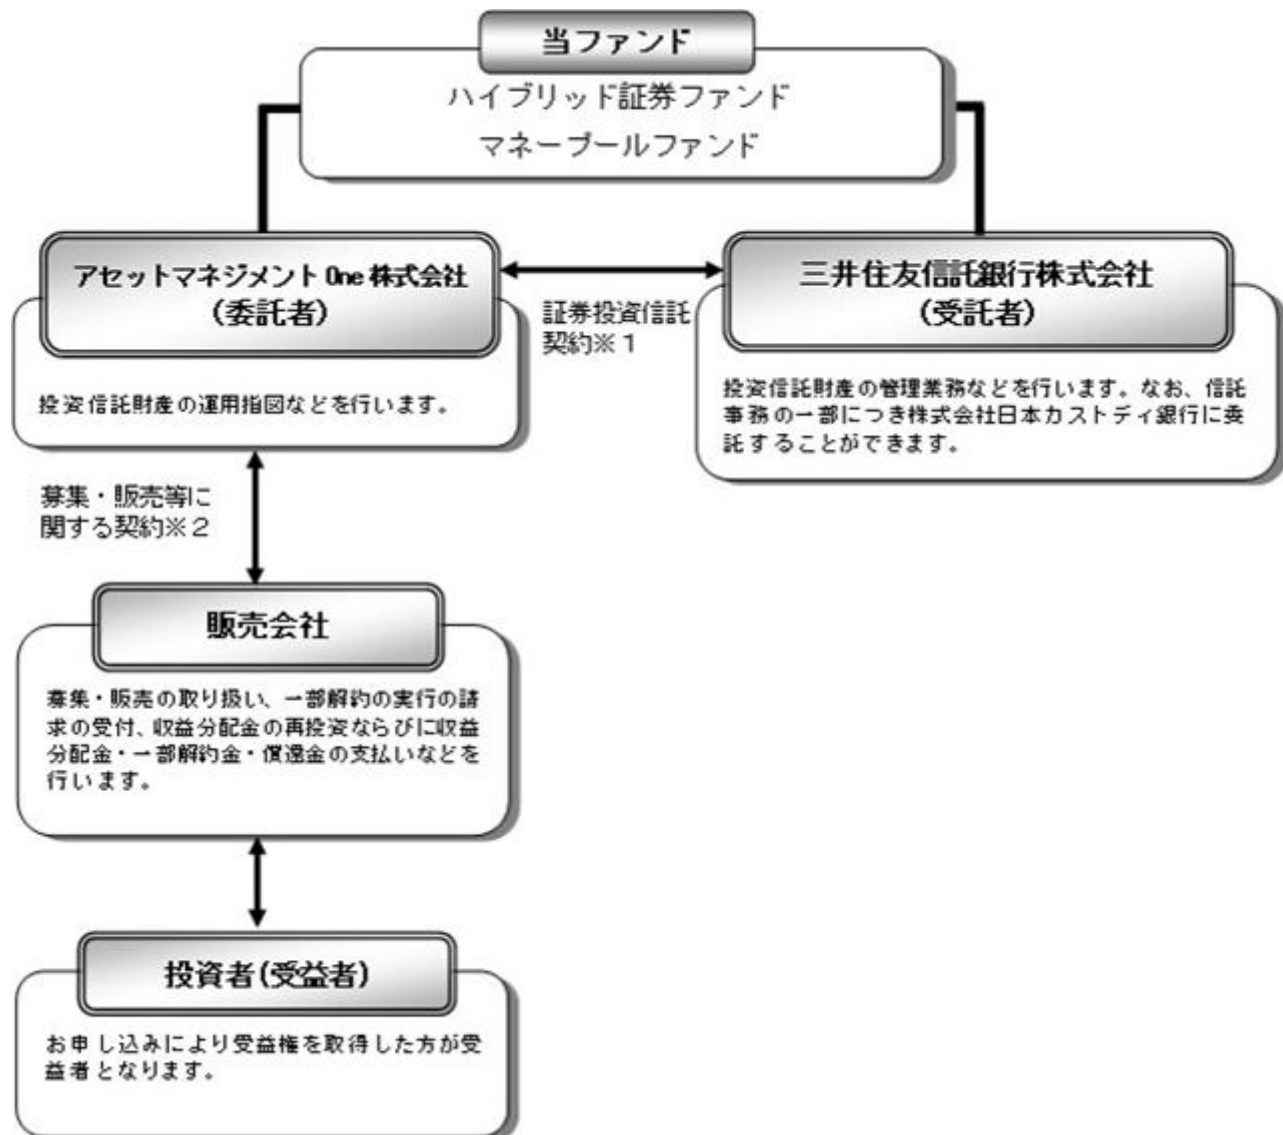 当ファンド
ハイブリッド証券ファンド
マネープールファンド
アセットマネジメントOne株式会社
(委託者)
投資信託財産の運用指図などを行います。
証券投資信託
契約※1
三井住友信託銀行株式会社
(受託者)
投資信託財産の管理業務などを行います。なお、信託
事務の一部につき株式会社日本カストディ銀行に委
託することができます。
募集・販売等に
関する契約※2
販売会社
募集・販売の取り扱い、一部解約の実行の請
求の受付、収益分配金の再投資ならびに収益
分配金・一部解約金・償還金の支払いなどを
行います。
投資者(受益者)
お申し込みにより受益権を取得した方が受
益者となります。